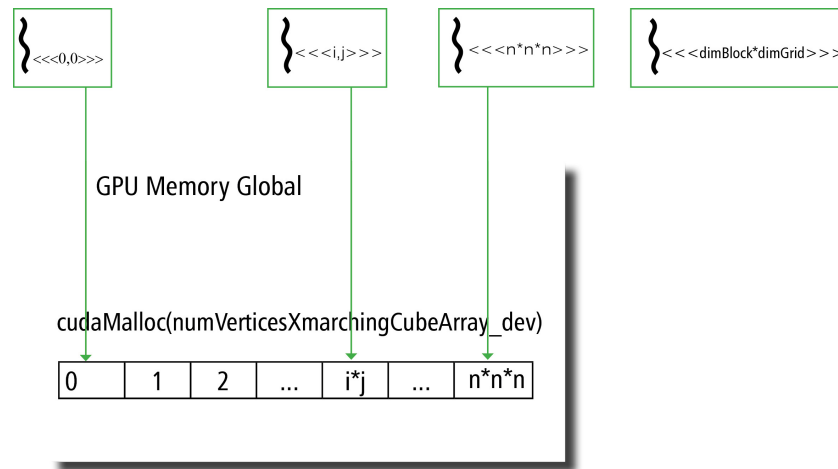 <<<0,0>>>
<<<i,j>>>
<<<n*n*n>>>
<<<dimBlock*dimGrid>>>
GPU Memory Global
cudaMalloc(numVerticesXmarchingCubeArray_dev)
0 1 2 ... i*j ... n*n*n